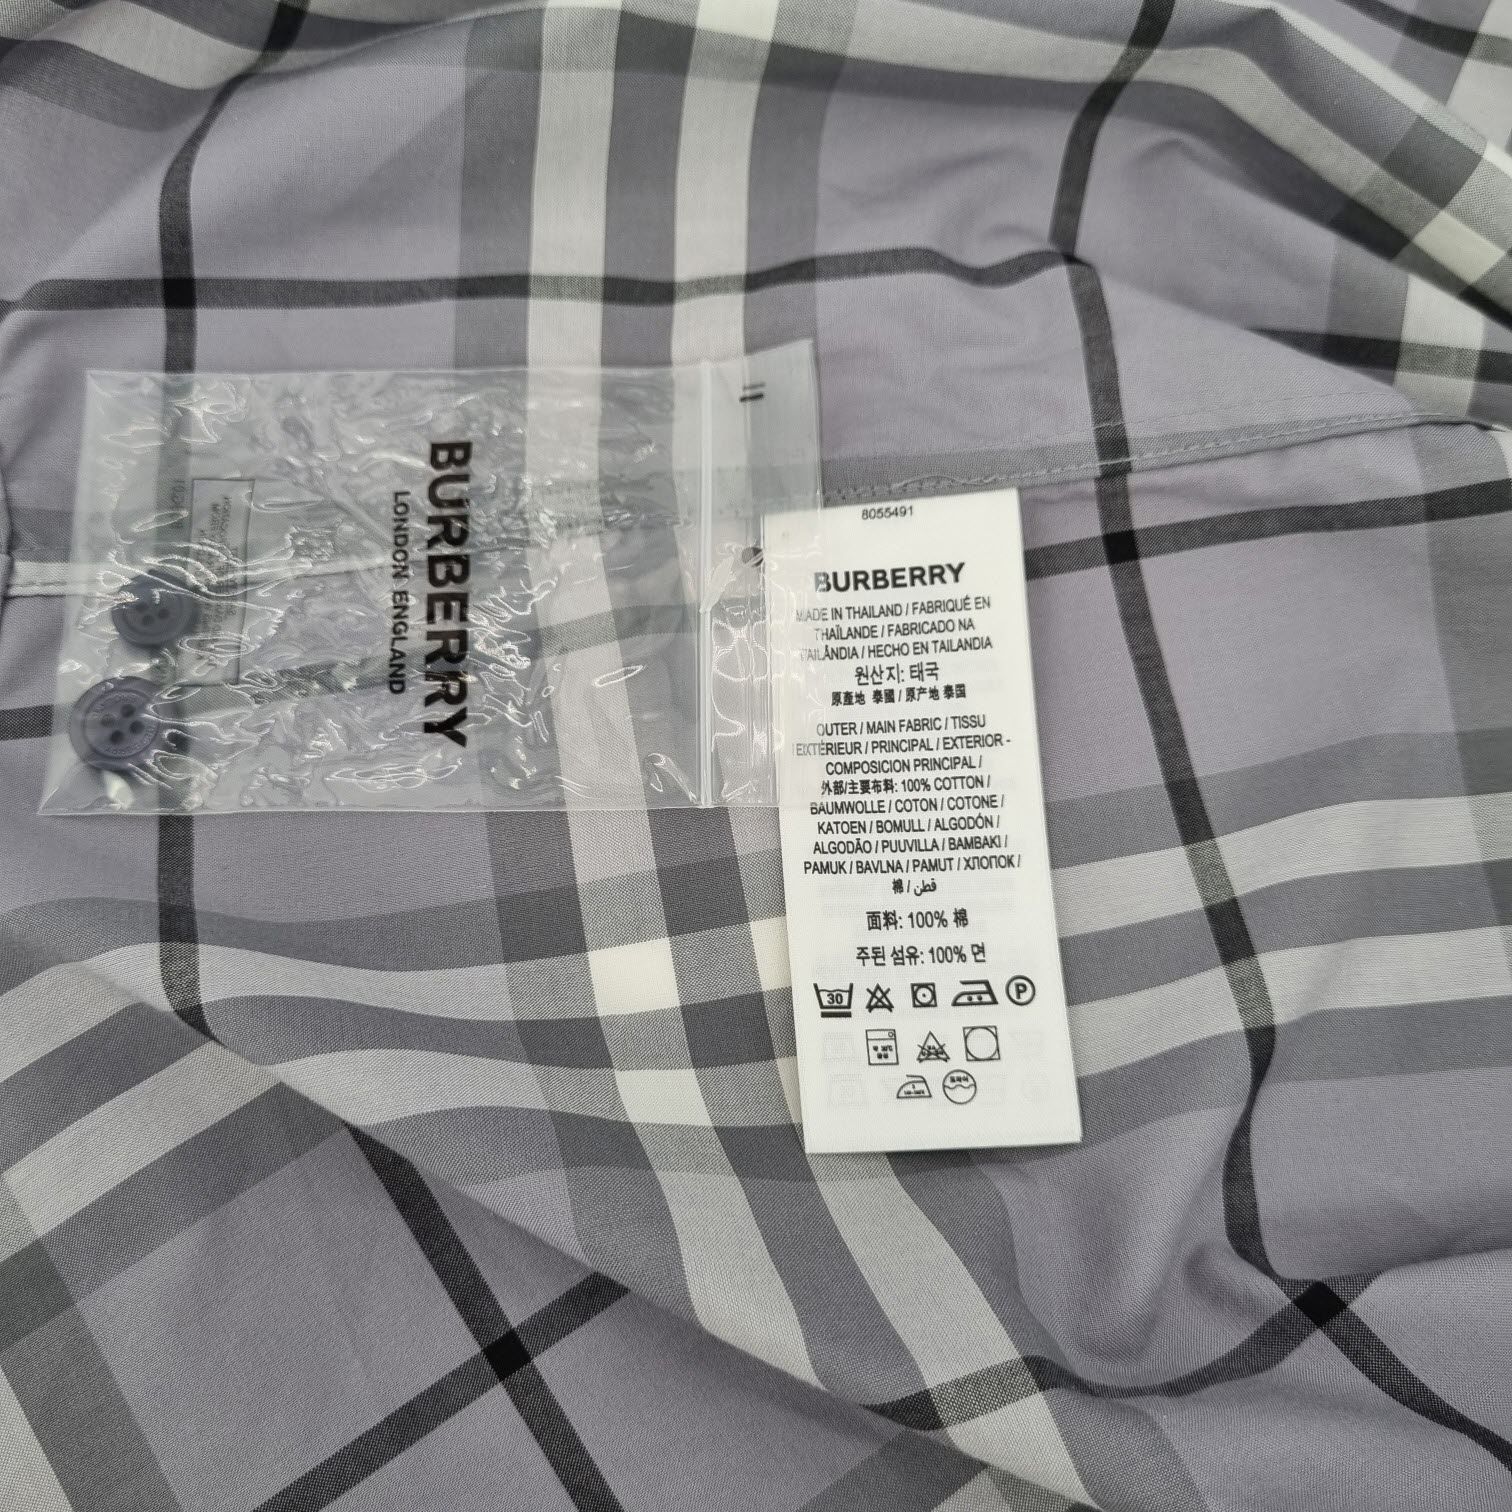 BURBERRY
LONDON ENGLAND
8055491
BURBERRY
MADE IN THAILAND / FABRIQUÉ EN
THAÏLANDE / FABRICADO NA
TAILÂNDIA / HECHO EN TAILANDIA
원산지: 태국
原產地 泰國 / 原产地 泰国
OUTER / MAIN FABRIC / TISSU
EXTÉRIEUR / PRINCIPAL / EXTERIOR -
COMPOSICION PRINCIPAL /
外部/主要布料: 100% COTTON /
BAUMWOLLE / COTON / COTONE /
KATOEN / BOMULL / ALGODÓN /
ALGODÃO / PUUVILLA / BAMBAKI /
PAMUK / BAVLNA / PAMUT / ХЛОПОК /
棉 / قطن
面料: 100% 棉
주된 섬유: 100% 면
30 P